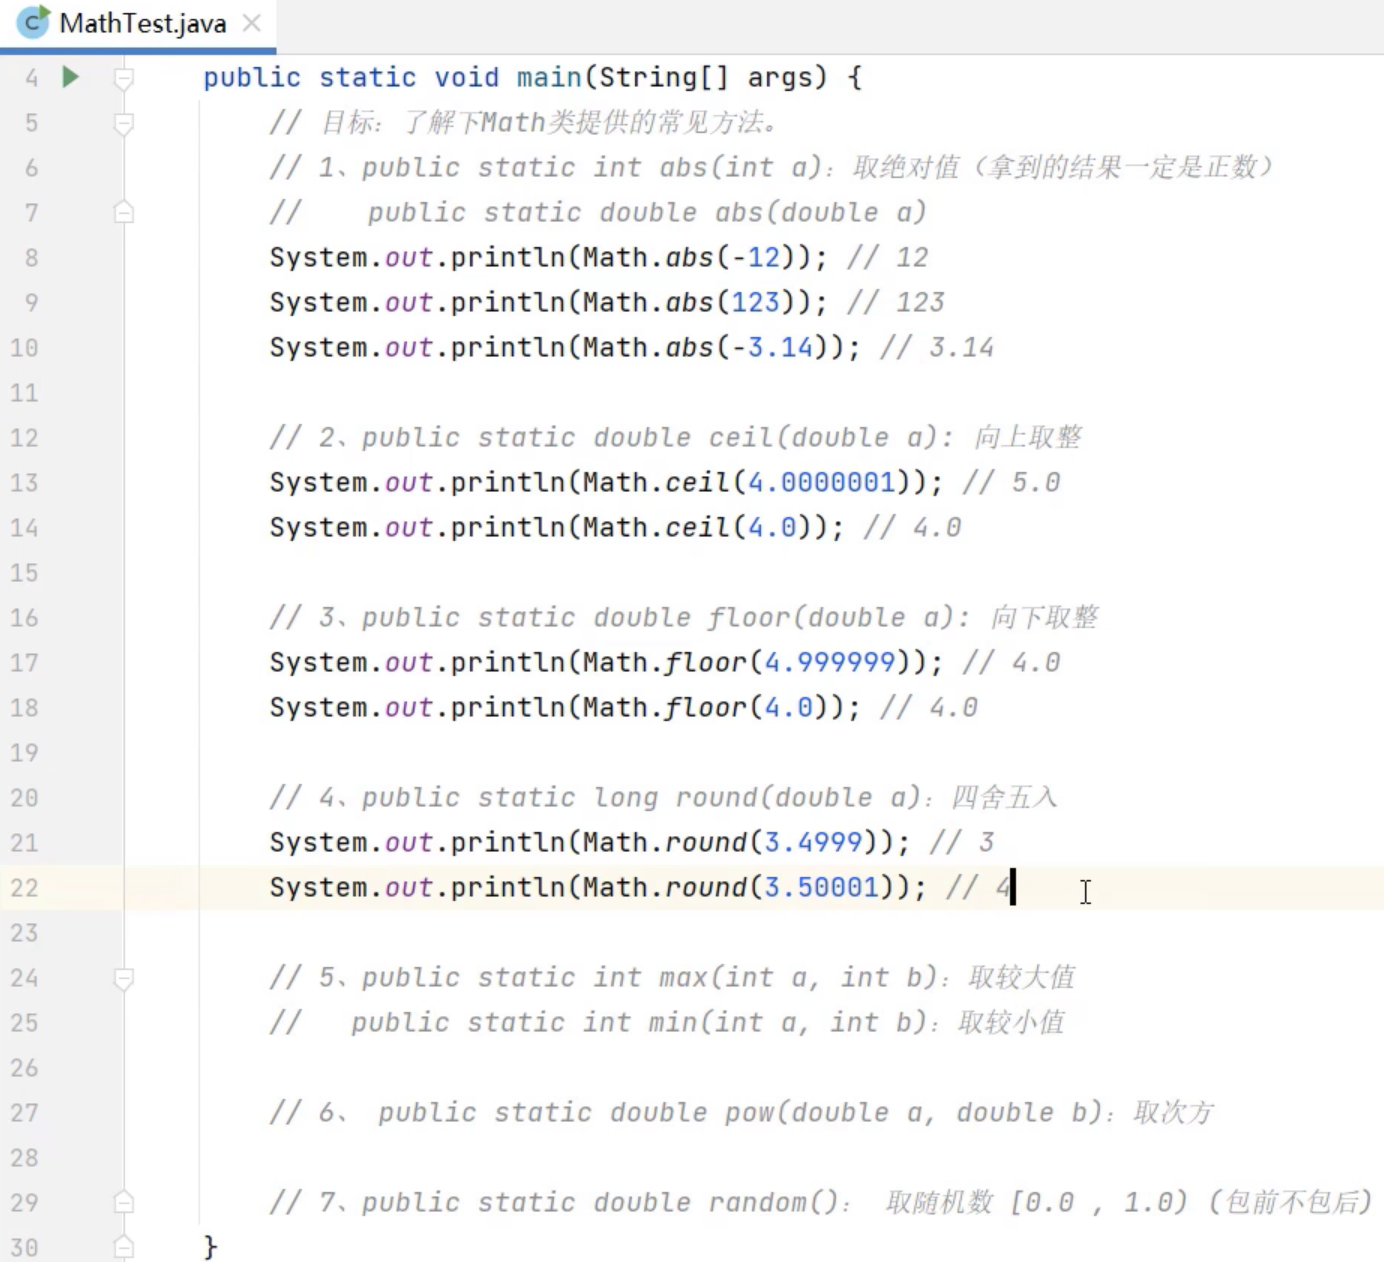 MathTest.java
4 public static void main(String[] args) {
5 // 目标：了解下Math类提供的常见方法。
6 // 1、public static int abs(int a)：取绝对值（拿到的结果一定是正数）
7 //    public static double abs(double a)
8 System.out.println(Math.abs(-12)); // 12
9 System.out.println(Math.abs(123)); // 123
10 System.out.println(Math.abs(-3.14)); // 3.14
11
12 // 2、public static double ceil(double a): 向上取整
13 System.out.println(Math.ceil(4.0000001)); // 5.0
14 System.out.println(Math.ceil(4.0)); // 4.0
15
16 // 3、public static double floor(double a): 向下取整
17 System.out.println(Math.floor(4.999999)); // 4.0
18 System.out.println(Math.floor(4.0)); // 4.0
19
20 // 4、public static long round(double a)：四舍五入
21 System.out.println(Math.round(3.4999)); // 3
22 System.out.println(Math.round(3.50001)); // 4
23
24 // 5、public static int max(int a, int b)：取较大值
25 //   public static int min(int a, int b)：取较小值
26
27 // 6、 public static double pow(double a, double b)：取次方
28
29 // 7、public static double random()： 取随机数 [0.0 , 1.0) (包前不包后)
30 }